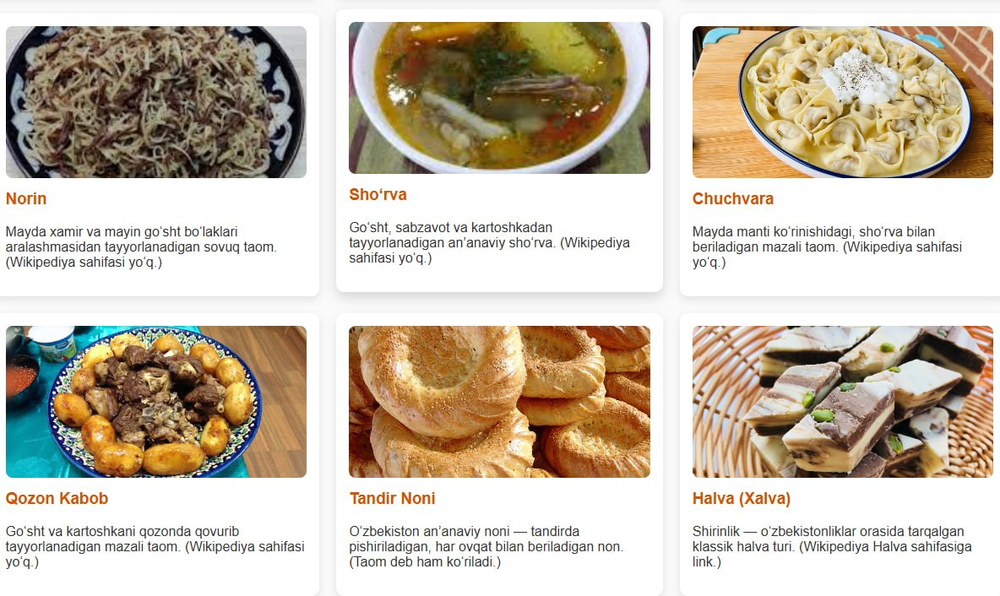 Norin
Mayda xamir va mayin go‘sht bo‘laklari
aralashmasidan tayyorlanadigan sovuq taom.
(Wikipediya sahifasi yo‘q.)
Sho‘rva
Go‘sht, sabzavot va kartoshkadan
tayyorlanadigan an’anaviy sho‘rva. (Wikipediya
sahifasi yo‘q.)
Chuchvara
Mayda manti ko‘rinishidagi, sho‘rva bilan
beriladigan mazali taom. (Wikipediya sahifasi
yo‘q.)
Qozon Kabob
Go‘sht va kartoshkani qozonda qovurib
tayyorlanadigan mazali taom. (Wikipediya sahifasi
yo‘q.)
Tandir Noni
O‘zbekiston an’anaviy noni — tandirda
pishiriladigan, har ovqat bilan beriladigan non.
(Taom deb ham ko‘riladi.)
Halva (Xalva)
Shirinlik — o‘zbekistonliklar orasida tarqalgan
klassik halva turi. (Wikipediya Halva sahifasiga
link.)